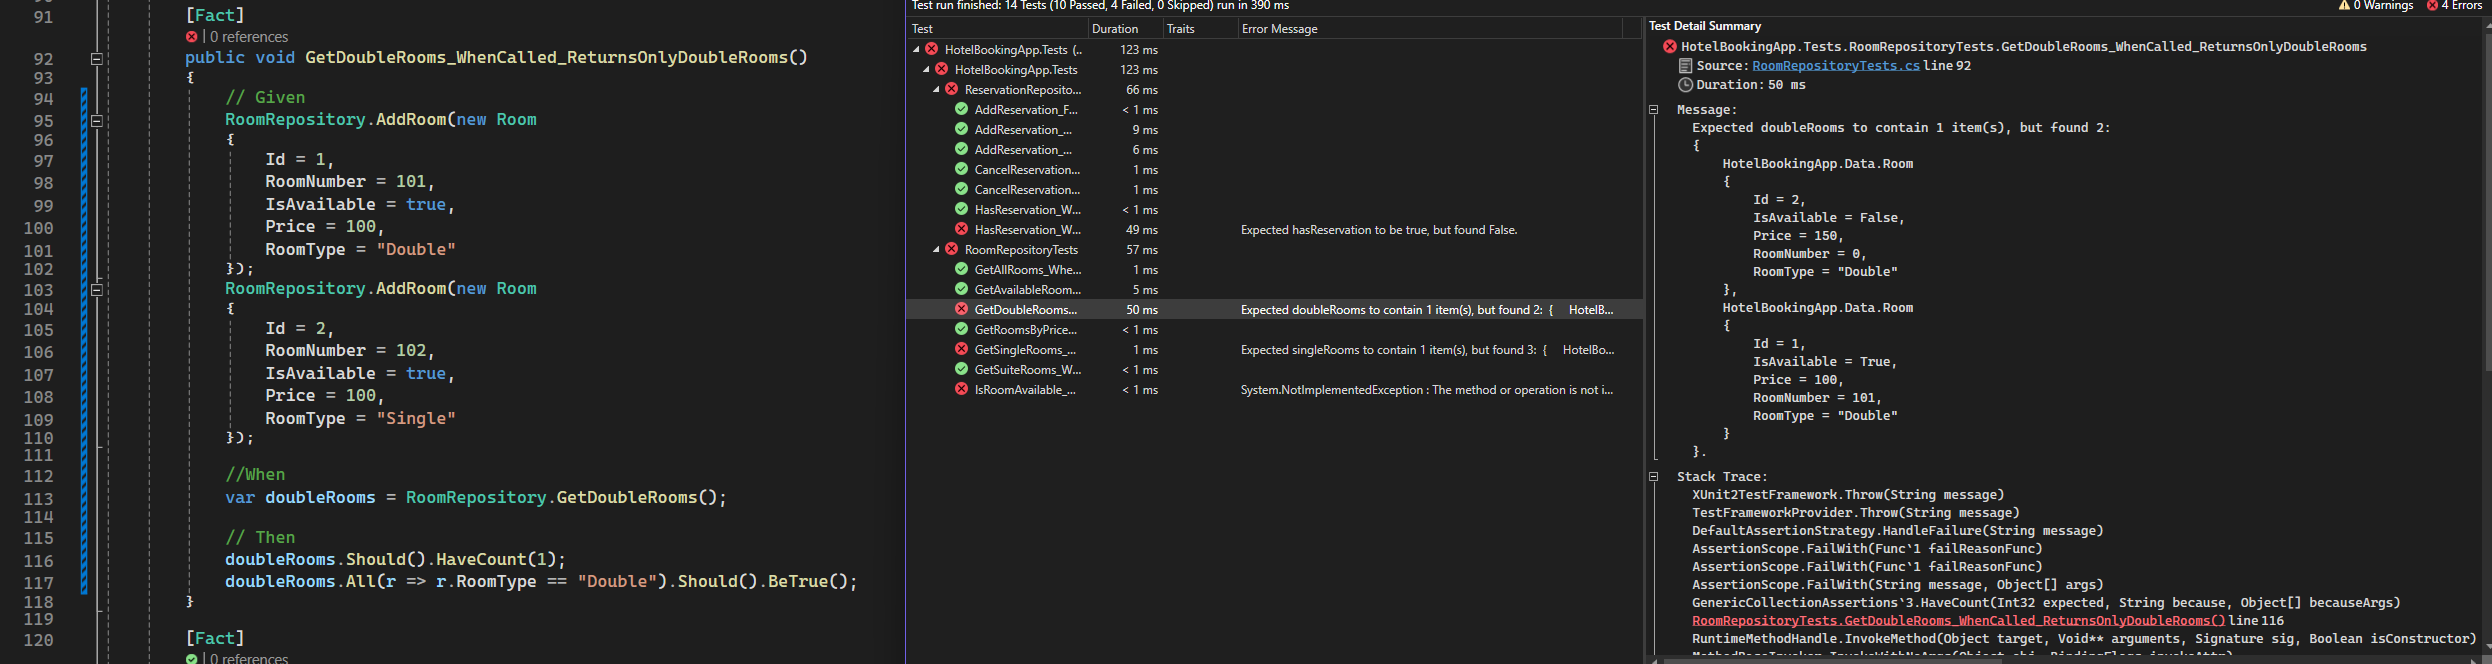 91
[Fact]
| 0 references
92
public void GetDoubleRooms_WhenCalled_ReturnsOnlyDoubleRooms()
93
{
94
// Given
95
RoomRepository.AddRoom(new Room
96
{
97
Id = 1,
98
RoomNumber = 101,
99
IsAvailable = true,
100
Price = 100,
101
RoomType = "Double"
102
});
103
RoomRepository.AddRoom(new Room
104
{
105
Id = 2,
106
RoomNumber = 102,
107
IsAvailable = true,
108
Price = 100,
109
RoomType = "Single"
110
});
111
112
//When
113
var doubleRooms = RoomRepository.GetDoubleRooms();
114
115
// Then
116
doubleRooms.Should().HaveCount(1);
117
doubleRooms.All(r => r.RoomType == "Double").Should().BeTrue();
118
}
119
120
[Fact]
| 0 references
Test run finished: 14 Tests (10 Passed, 4 Failed, 0 Skipped) run in 390 ms
0 Warnings
4 Errors
Test Duration Traits Error Message
HotelBookingApp.Tests (.. 123 ms
HotelBookingApp.Tests 123 ms
ReservationReposito... 66 ms
AddReservation_F... < 1 ms
AddReservation_... 9 ms
AddReservation_... 6 ms
CancelReservation... 1 ms
CancelReservation... 1 ms
HasReservation_W... < 1 ms
HasReservation_W... 49 ms Expected hasReservation to be true, but found False.
RoomRepositoryTests 57 ms
GetAllRooms_Whe... 1 ms
GetAvailableRoom... 5 ms
GetDoubleRooms... 50 ms Expected doubleRooms to contain 1 item(s), but found 2: { HotelB...
GetRoomsByPrice... < 1 ms
GetSingleRooms_... 1 ms Expected singleRooms to contain 1 item(s), but found 3: { HotelBo...
GetSuiteRooms_W... < 1 ms
IsRoomAvailable_... < 1 ms System.NotImplementedException : The method or operation is not i...
Test Detail Summary
HotelBookingApp.Tests.RoomRepositoryTests.GetDoubleRooms_WhenCalled_ReturnsOnlyDoubleRooms
Source: RoomRepositoryTests.cs line 92
Duration: 50 ms
Message:
Expected doubleRooms to contain 1 item(s), but found 2:
{
HotelBookingApp.Data.Room
{
Id = 2,
IsAvailable = False,
Price = 150,
RoomNumber = 0,
RoomType = "Double"
},
HotelBookingApp.Data.Room
{
Id = 1,
IsAvailable = True,
Price = 100,
RoomNumber = 101,
RoomType = "Double"
}
}.
Stack Trace:
XUnit2TestFramework.Throw(String message)
TestFrameworkProvider.Throw(String message)
DefaultAssertionStrategy.HandleFailure(String message)
AssertionScope.FailWith(Func`1 failReasonFunc)
AssertionScope.FailWith(Func`1 failReasonFunc)
AssertionScope.FailWith(String message, Object[] args)
GenericCollectionAssertions`3.HaveCount(Int32 expected, String because, Object[] becauseArgs)
RoomRepositoryTests.GetDoubleRooms_WhenCalled_ReturnsOnlyDoubleRooms() line 116
RuntimeMethodHandle.InvokeMethod(Object target, Void** arguments, Signature sig, Boolean isConstructor)